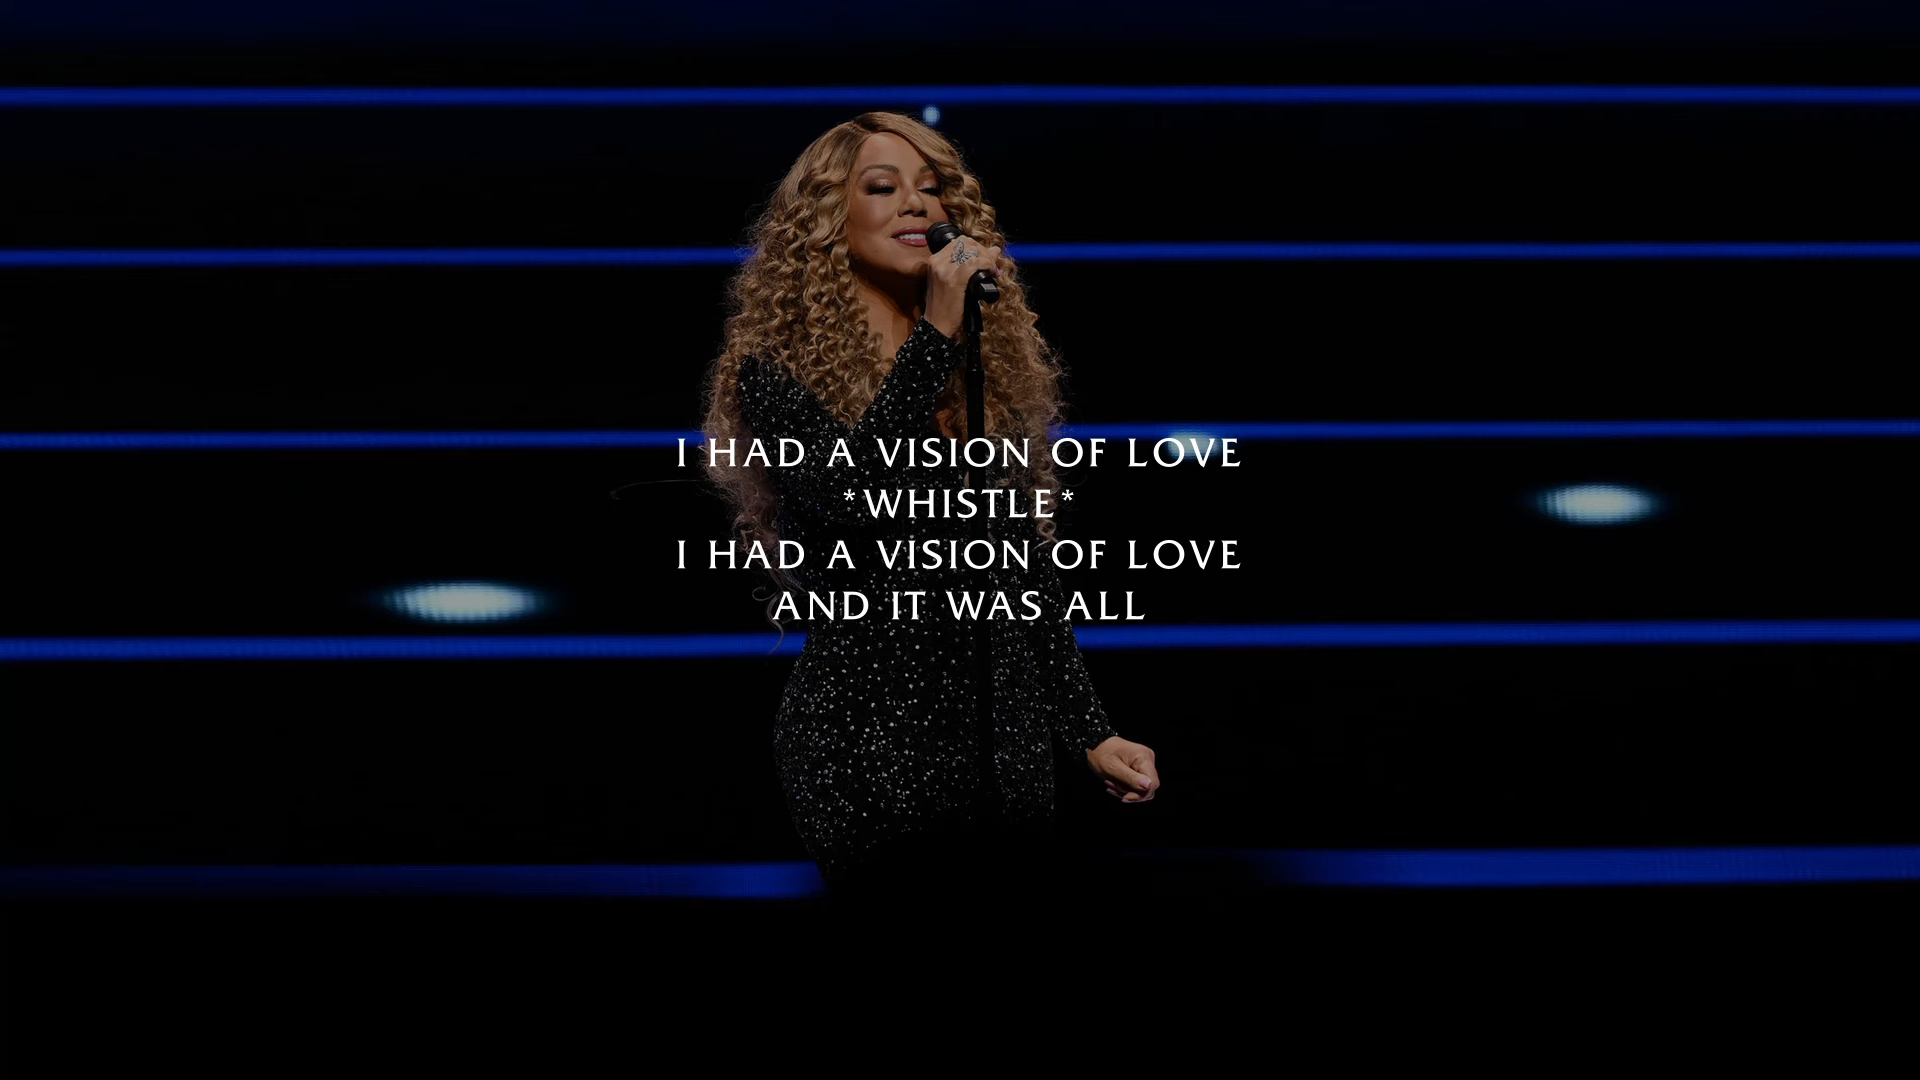 I HAD A VISION OF LOVE
*WHISTLE*
I HAD A VISION OF LOVE
AND IT WAS ALL